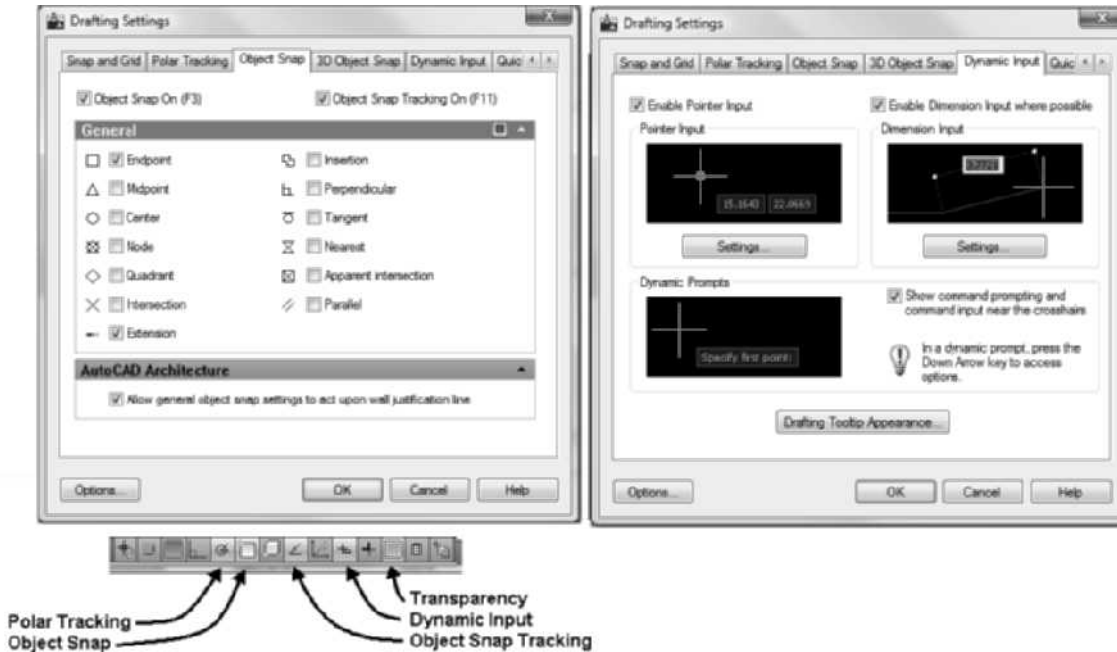 Drafting Settings
Snap and Grid Polar Tracking Object Snap 3D Object Snap Dynamic Input Quic
Object Snap On (F3) Object Snap Tracking On (F11)
General
Endpoint Insertion
Midpoint Perpendicular
Center Tangent
Node Nearest
Quadrant Apparent intersection
Intersection Parallel
Extension
AutoCAD Architecture
Allow general object snap settings to act upon wall justification line
Options... OK Cancel Help
Drafting Settings
Snap and Grid Polar Tracking Object Snap 3D Object Snap Dynamic Input Quic
Enable Pointer Input Enable Dimension Input where possible
Pointer Input Dimension Input
15.1643 22.0669
Settings... Settings...
Dynamic Prompts
Show command prompting and
command input near the crosshairs
Specify first point:
In a dynamic prompt, press the
Down Arrow key to access
options.
Drafting Tooltip Appearance...
Options... OK Cancel Help
Polar Tracking
Object Snap
Transparency
Dynamic Input
Object Snap Tracking